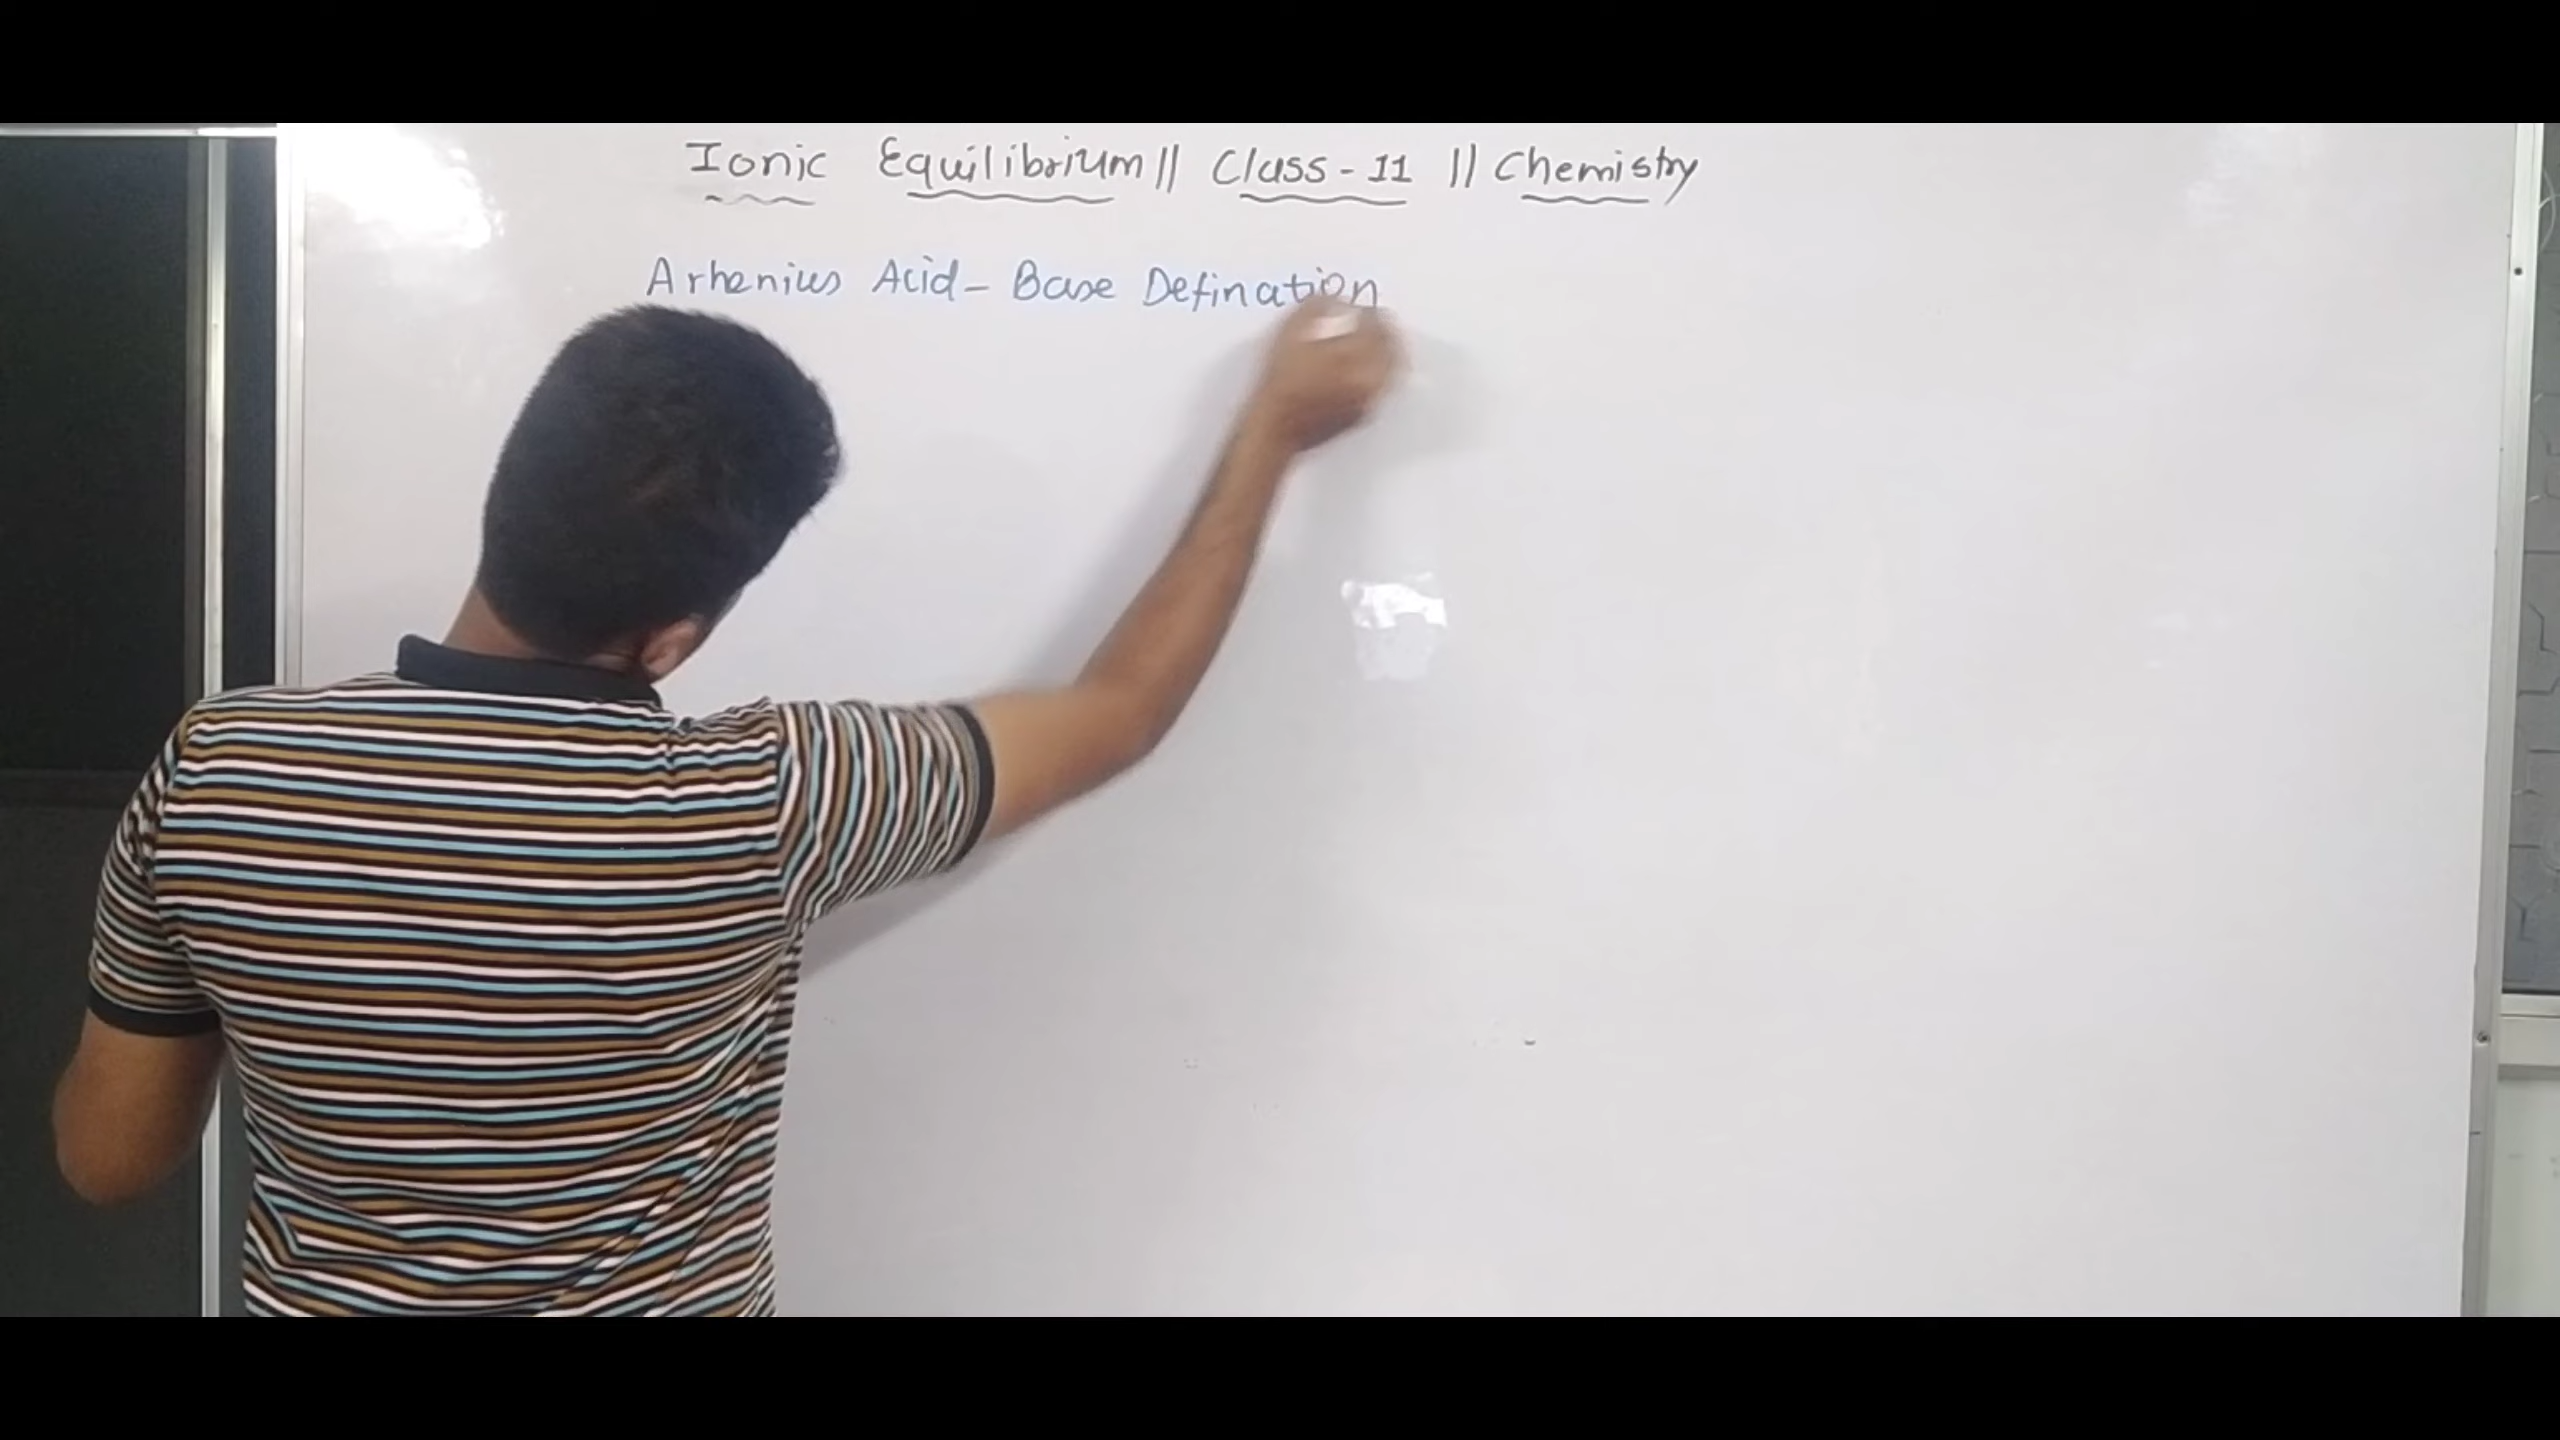 Ionic Equilibrium || Class - 11 || Chemistry
Arhenius Acid - Base Defination